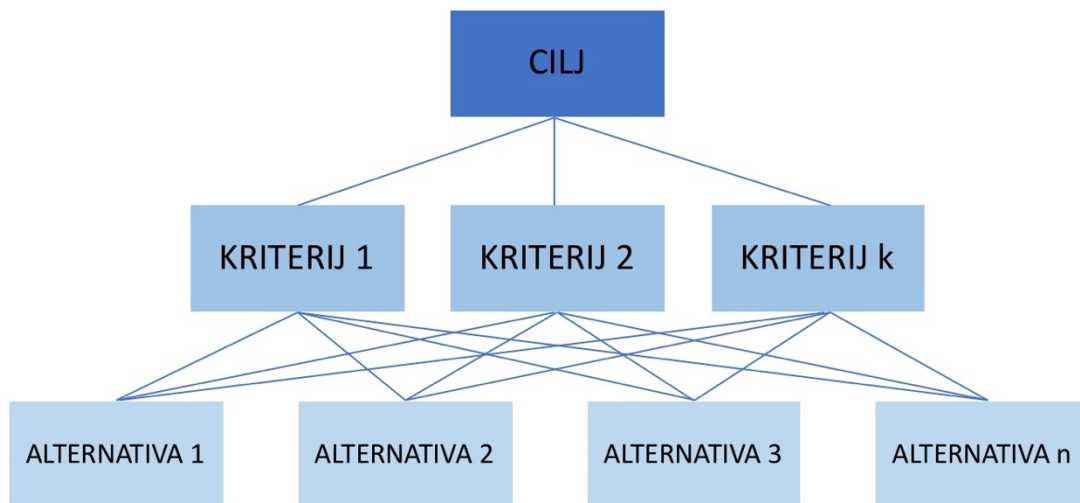 CILJ
KRITERIJ 1
KRITERIJ 2
KRITERIJ k
ALTERNATIVA 1
ALTERNATIVA 2
ALTERNATIVA 3
ALTERNATIVA n